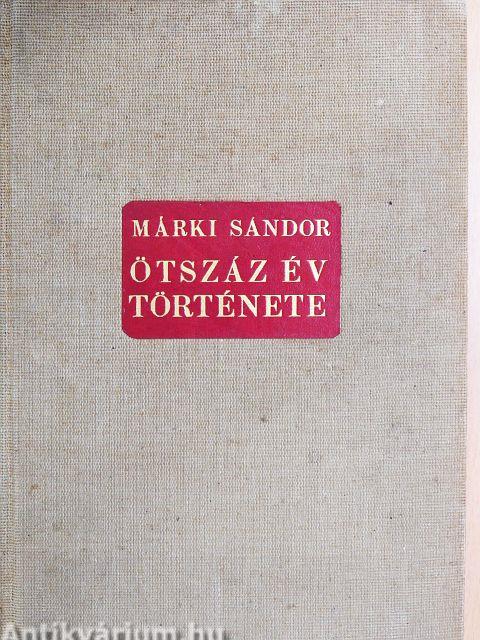 MÁRKI SÁNDOR
ÖTSZÁZ ÉV
TÖRTÉNETE
Antikvárium.hu